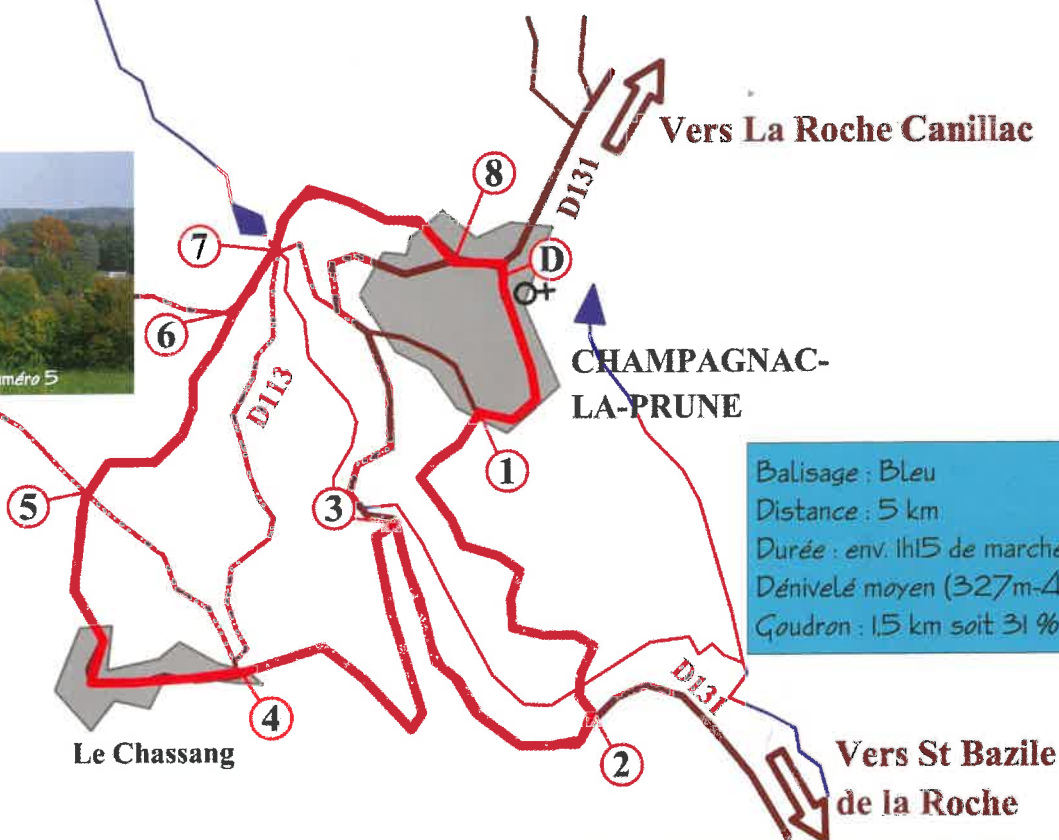 Vers La Roche Canillac
D131
8
D
7
6
méro 5
CHAMPAGNAC-
LA-PRUNE
D113
1
5
3
Balisage : Bleu
Distance : 5 km
Durée : env. 1h15 de marche
Dénivelé moyen (327m-4
Goudron : 1,5 km soit 31 %
D131
4
2
Le Chassang
Vers St Bazile
de la Roche